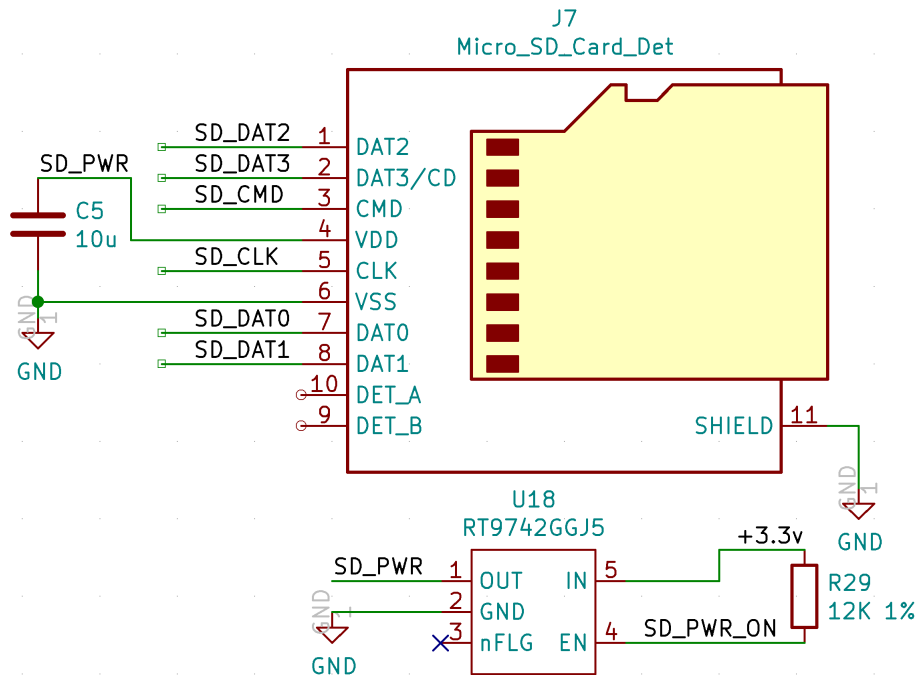 J7
Micro_SD_Card_Det
SD_DAT2 1 DAT2
SD_DAT3 2 DAT3/CD
SD_PWR
SD_CMD 3 CMD
C5
10u
4 VDD
SD_CLK 5 CLK
6 VSS
GND 1
GND
SD_DAT0 7 DAT0
SD_DAT1 8 DAT1
10 DET_A
9 DET_B
SHIELD 11
GND 1
GND
U18
RT9742GGJ5
SD_PWR 1 OUT
IN 5
+3.3v
2 GND
GND 1
GND
3 nFLG
EN 4
SD_PWR_ON
R29
12K 1%